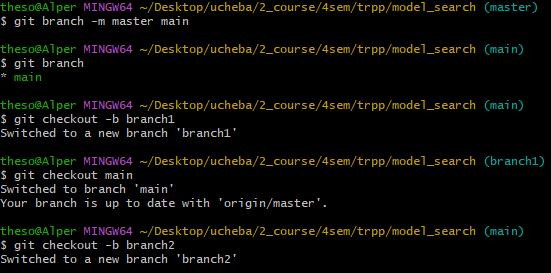 theso@Alper MINGW64 ~/Desktop/ucheba/2_course/4sem/trpp/model_search (master)
$ git branch -m master main
theso@Alper MINGW64 ~/Desktop/ucheba/2_course/4sem/trpp/model_search (main)
$ git branch
* main
theso@Alper MINGW64 ~/Desktop/ucheba/2_course/4sem/trpp/model_search (main)
$ git checkout -b branch1
Switched to a new branch 'branch1'
theso@Alper MINGW64 ~/Desktop/ucheba/2_course/4sem/trpp/model_search (branch1)
$ git checkout main
Switched to branch 'main'
Your branch is up to date with 'origin/master'.
theso@Alper MINGW64 ~/Desktop/ucheba/2_course/4sem/trpp/model_search (main)
$ git checkout -b branch2
Switched to a new branch 'branch2'